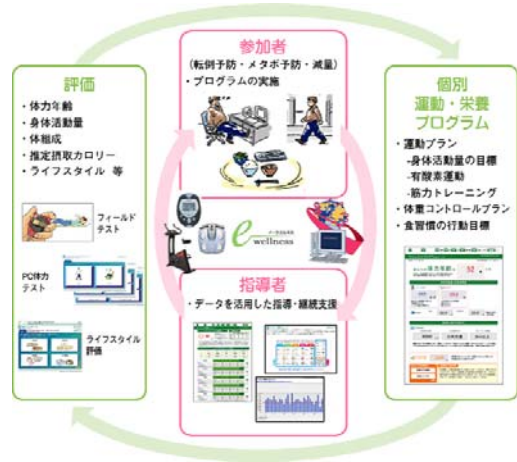 評価
・体力年齢
・身体活動量
・体組成
・推定摂取カロリー
・ライフスタイル 等
フィールド
テスト
PC体力
テスト
ライフスタイル
評価
参加者
(転倒予防・メタボ予防・減量)
・プログラムの実施
e wellness
指導者
・データを活用した指導・継続支援
個別
運動・栄養
プログラム
・運動プラン
-身体活動量の目標
-有酸素運動
-筋力トレーニング
・体重コントロールプラン
・食習慣の行動目標